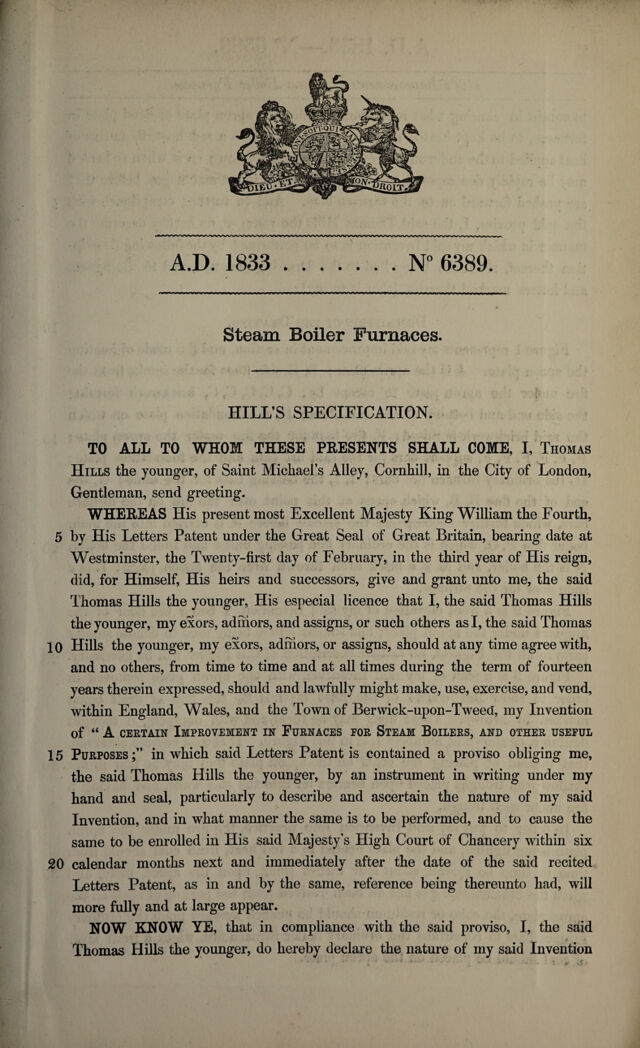 HONI SOIT QUI MAL
DIEU · ET MON · DROIT
A.D. 1833 . . . . . . . N° 6389.
Steam Boiler Furnaces.
HILL'S SPECIFICATION.
TO ALL TO WHOM THESE PRESENTS SHALL COME, I, THOMAS
HILLS the younger, of Saint Michael's Alley, Cornhill, in the City of London,
Gentleman, send greeting.
WHEREAS His present most Excellent Majesty King William the Fourth,
5 by His Letters Patent under the Great Seal of Great Britain, bearing date at
Westminster, the Twenty-first day of February, in the third year of His reign,
did, for Himself, His heirs and successors, give and grant unto me, the said
Thomas Hills the younger, His especial licence that I, the said Thomas Hills
the younger, my exors, admors, and assigns, or such others as I, the said Thomas
10 Hills the younger, my exors, admors, or assigns, should at any time agree with,
and no others, from time to time and at all times during the term of fourteen
years therein expressed, should and lawfully might make, use, exercise, and vend,
within England, Wales, and the Town of Berwick-upon-Tweed, my Invention
of "A CERTAIN IMPROVEMENT IN FURNACES FOR STEAM BOILERS, AND OTHER USEFUL
15 PURPOSES;" in which said Letters Patent is contained a proviso obliging me,
the said Thomas Hills the younger, by an instrument in writing under my
hand and seal, particularly to describe and ascertain the nature of my said
Invention, and in what manner the same is to be performed, and to cause the
same to be enrolled in His said Majesty's High Court of Chancery within six
20 calendar months next and immediately after the date of the said recited
Letters Patent, as in and by the same, reference being thereunto had, will
more fully and at large appear.
NOW KNOW YE, that in compliance with the said proviso, I, the said
Thomas Hills the younger, do hereby declare the nature of my said Invention